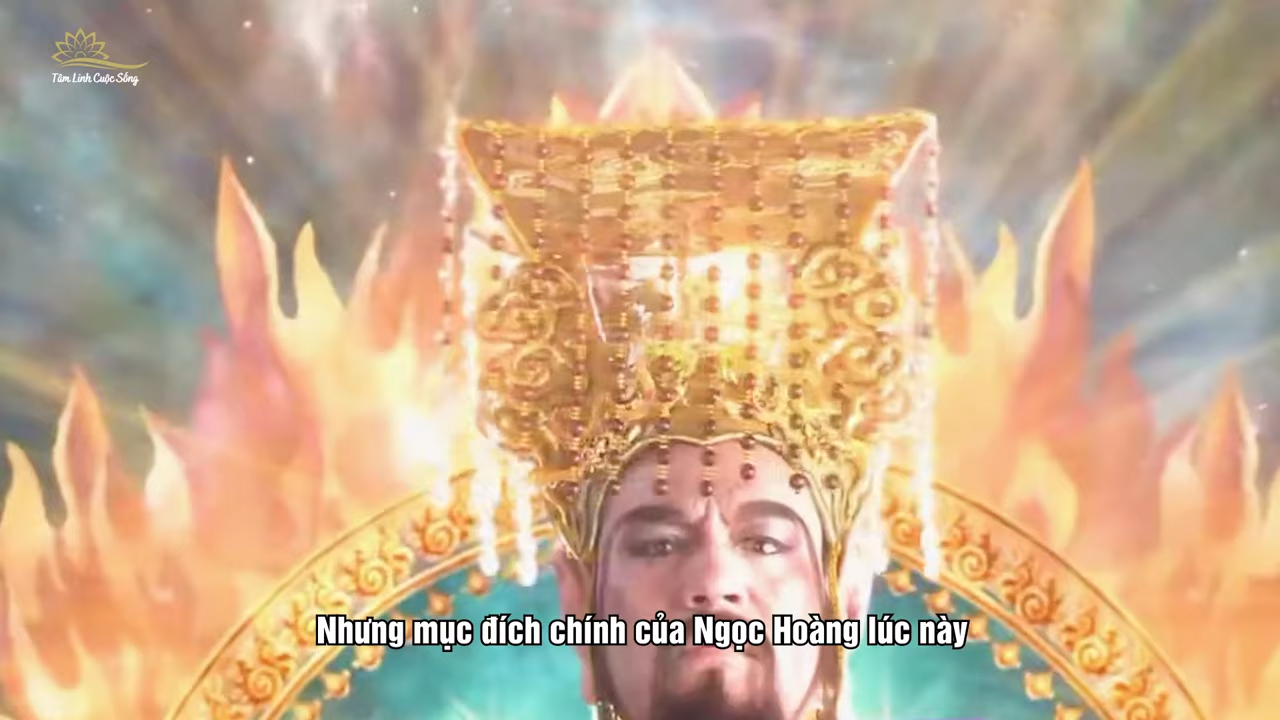 Tâm Linh Cuộc Sống
Nhưng mục đích chính của Ngọc Hoàng lúc này